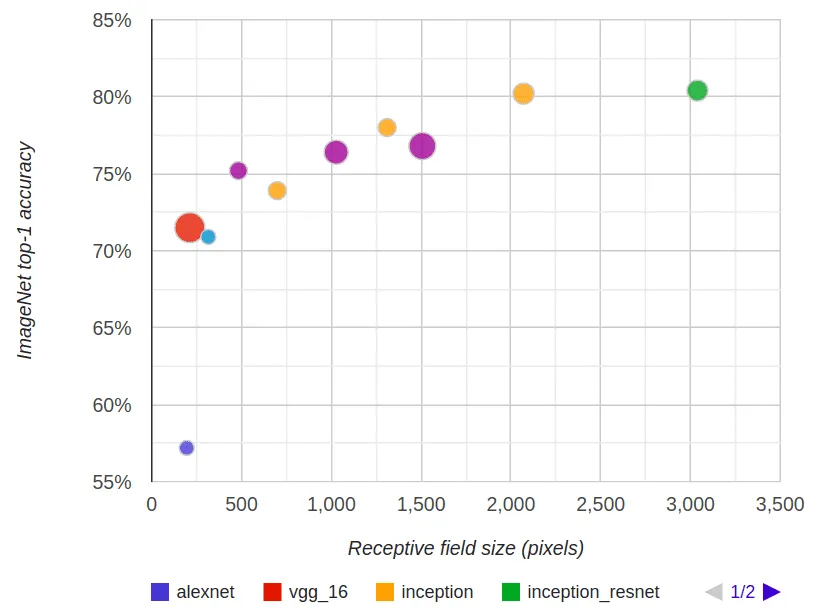 85%
80%
75%
70%
65%
60%
55%
ImageNet top-1 accuracy
0 500 1,000 1,500 2,000 2,500 3,000 3,500
Receptive field size (pixels)
alexnet vgg_16 inception inception_resnet 1/2